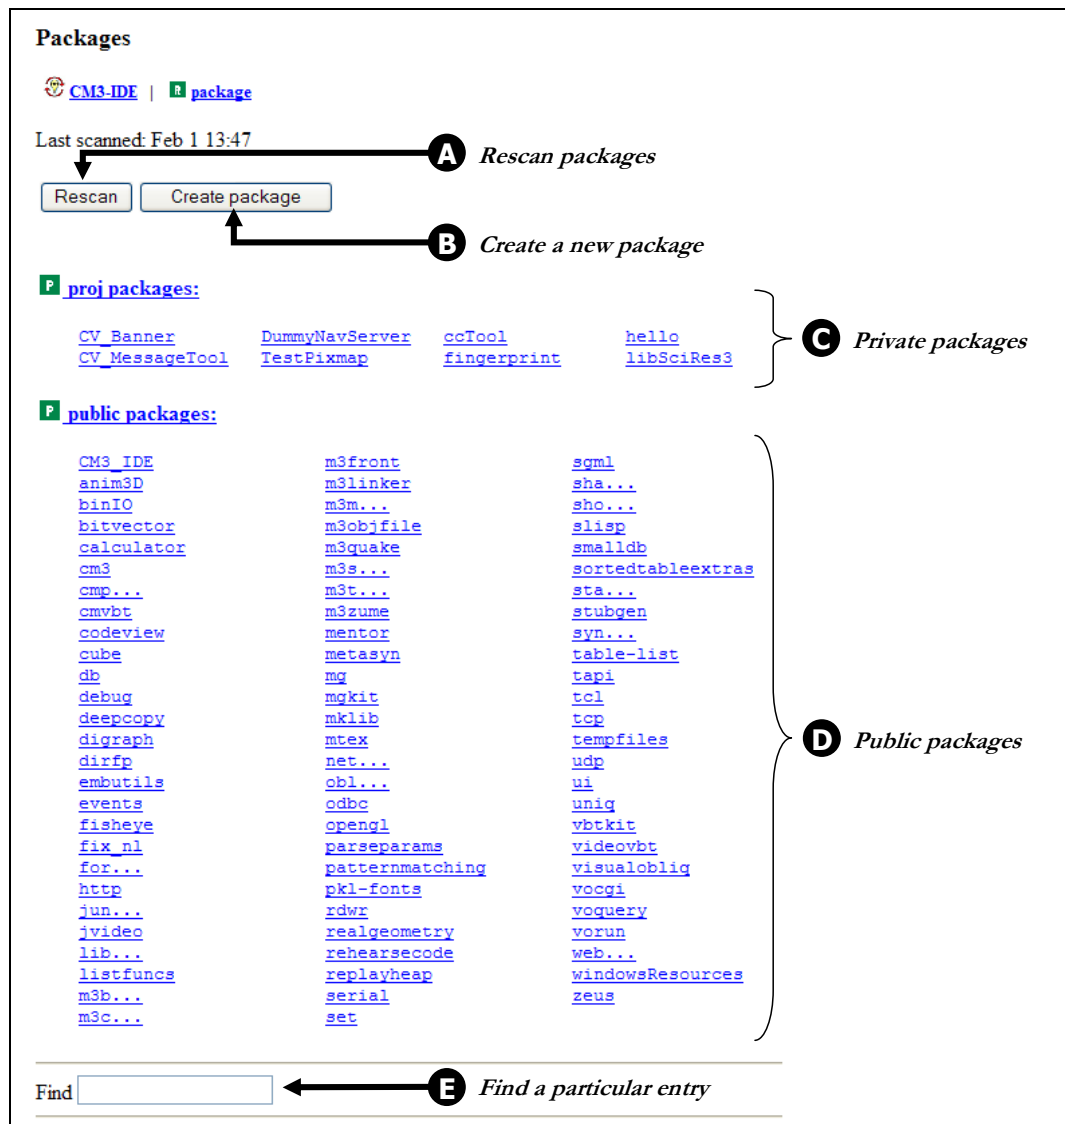 Packages
CM3-IDE | R package
Last scanned: Feb 1 13:47
A Rescan packages
Rescan Create package
B Create a new package
P proj packages:
CV_Banner DummyNavServer ccTool hello
CV_MessageTool TestPixmap fingerprint libSciRes3
C Private packages
P public packages:
CM3_IDE m3front sgml
anim3D m3linker sha...
binIO m3m... sho...
bitvector m3objfile slisp
calculator m3quake smalldb
cm3 m3s... sortedtableextras
cmp... m3t... sta...
cmvbt m3zume stubgen
codeview mentor syn...
cube metasyn table-list
db mg tapi
debug mgkit tcl
deepcopy mklib tcp
digraph mtex tempfiles
D Public packages
dirfp net... udp
embutils obl... ui
events odbc uniq
fisheye opengl vbtkit
fix_nl parseparams videovbt
for... patternmatching visualobliq
http pkl-fonts vocgi
jun... rdwr voquery
jvideo realgeometry vorun
lib... rehearsecode web...
listfuncs replayheap windowsResources
m3b... serial zeus
m3c... set
Find
E Find a particular entry